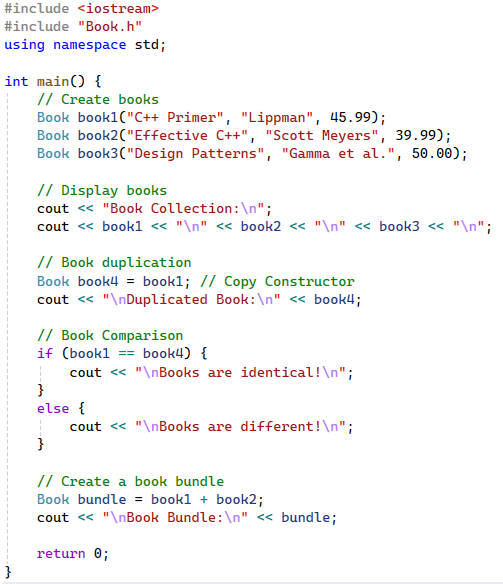 #include <iostream>
#include "Book.h"
using namespace std;

int main() {
    // Create books
    Book book1("C++ Primer", "Lippman", 45.99);
    Book book2("Effective C++", "Scott Meyers", 39.99);
    Book book3("Design Patterns", "Gamma et al.", 50.00);

    // Display books
    cout << "Book Collection:\n";
    cout << book1 << "\n" << book2 << "\n" << book3 << "\n";

    // Book duplication
    Book book4 = book1; // Copy Constructor
    cout << "\nDuplicated Book:\n" << book4;

    // Book Comparison
    if (book1 == book4) {
        cout << "\nBooks are identical!\n";
    }
    else {
        cout << "\nBooks are different!\n";
    }

    // Create a book bundle
    Book bundle = book1 + book2;
    cout << "\nBook Bundle:\n" << bundle;

    return 0;
}